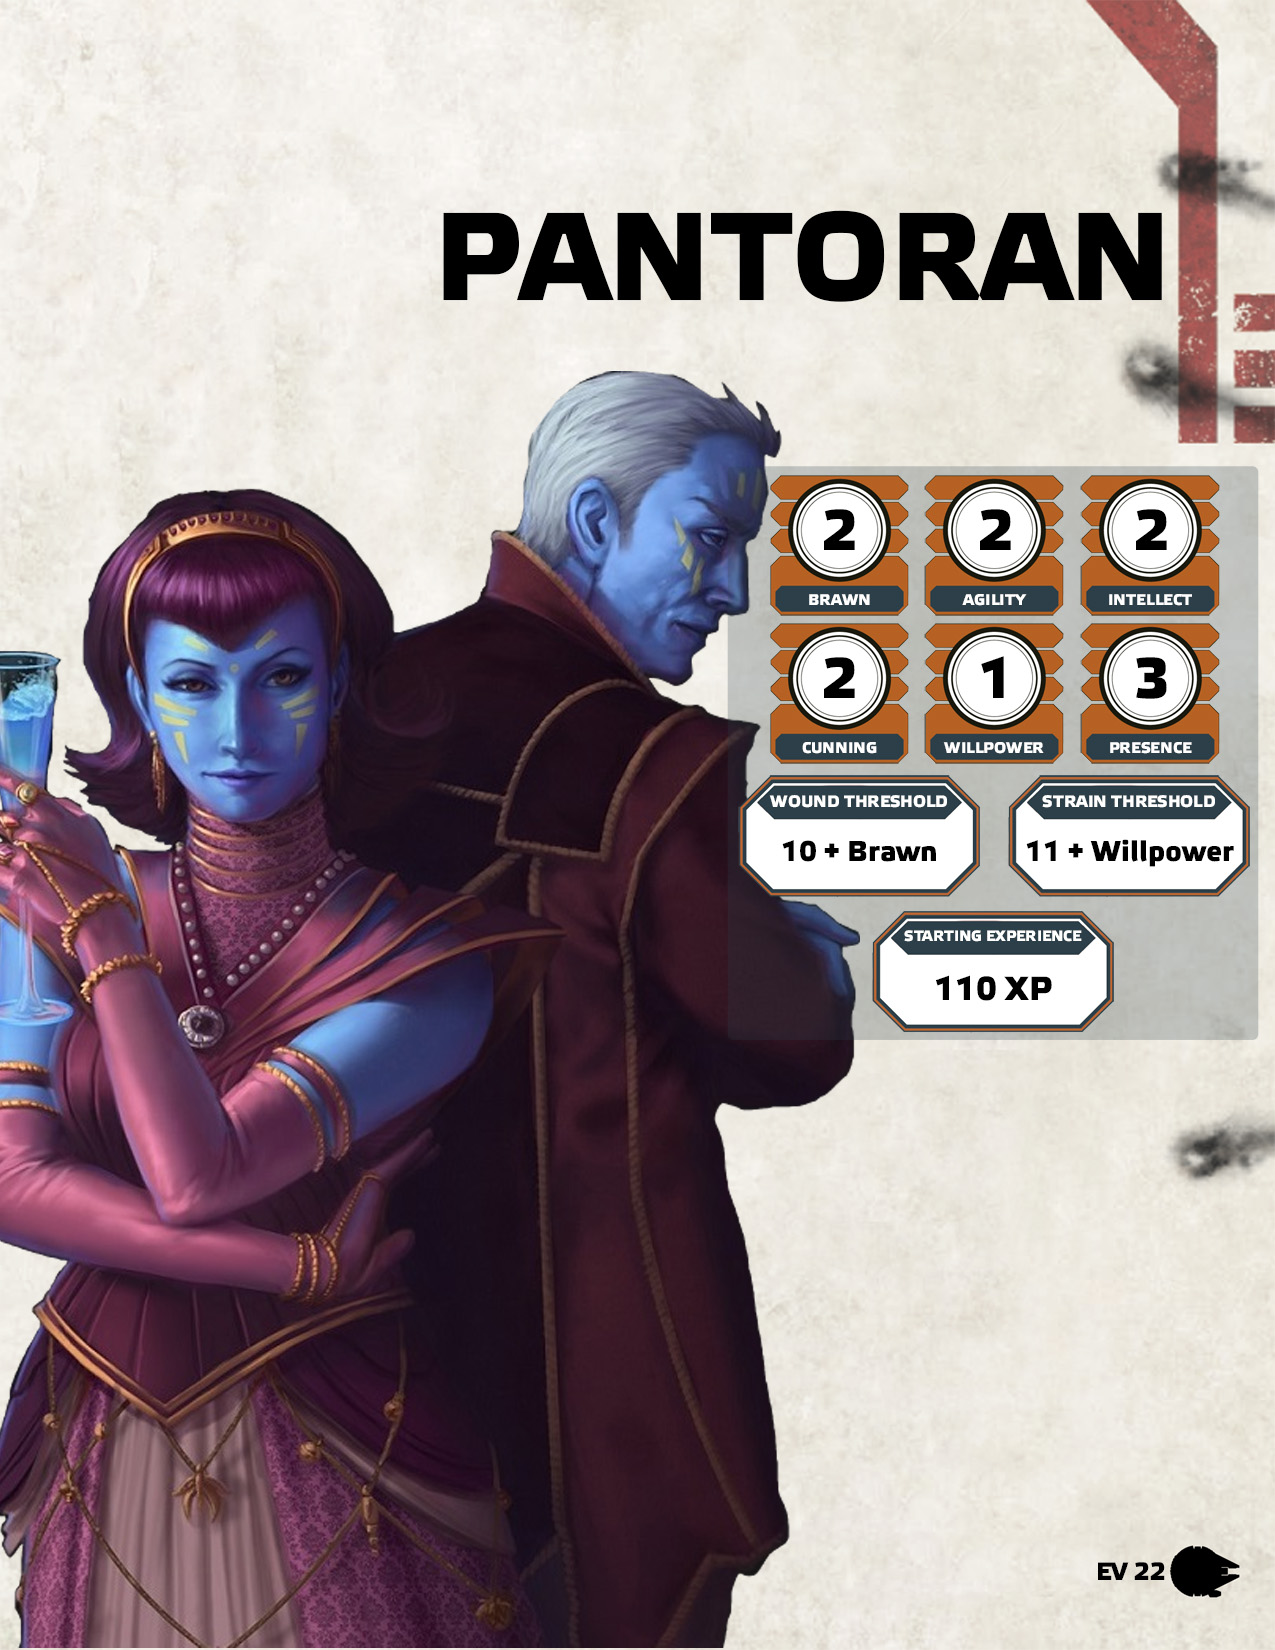 PANTORAN
2 2 2
BRAWN AGILITY INTELLECT
2 1 3
CUNNING WILLPOWER PRESENCE
WOUND THRESHOLD STRAIN THRESHOLD
10 + Brawn 11 + Willpower
STARTING EXPERIENCE
110 XP
EV 22